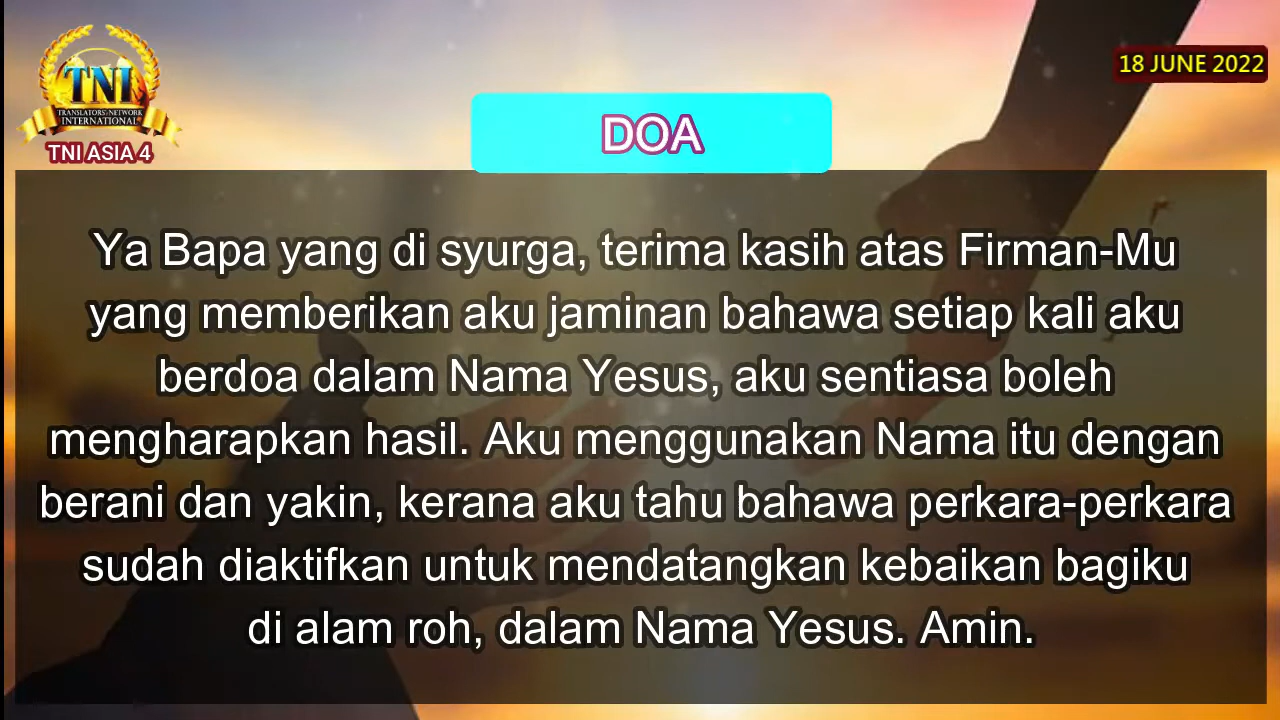 TNI
TRANSLATORS' NETWORK
INTERNATIONAL
TNI ASIA 4
18 JUNE 2022
DOA
Ya Bapa yang di syurga, terima kasih atas Firman-Mu
yang memberikan aku jaminan bahawa setiap kali aku
berdoa dalam Nama Yesus, aku sentiasa boleh
mengharapkan hasil. Aku menggunakan Nama itu dengan
berani dan yakin, kerana aku tahu bahawa perkara-perkara
sudah diaktifkan untuk mendatangkan kebaikan bagiku
di alam roh, dalam Nama Yesus. Amin.